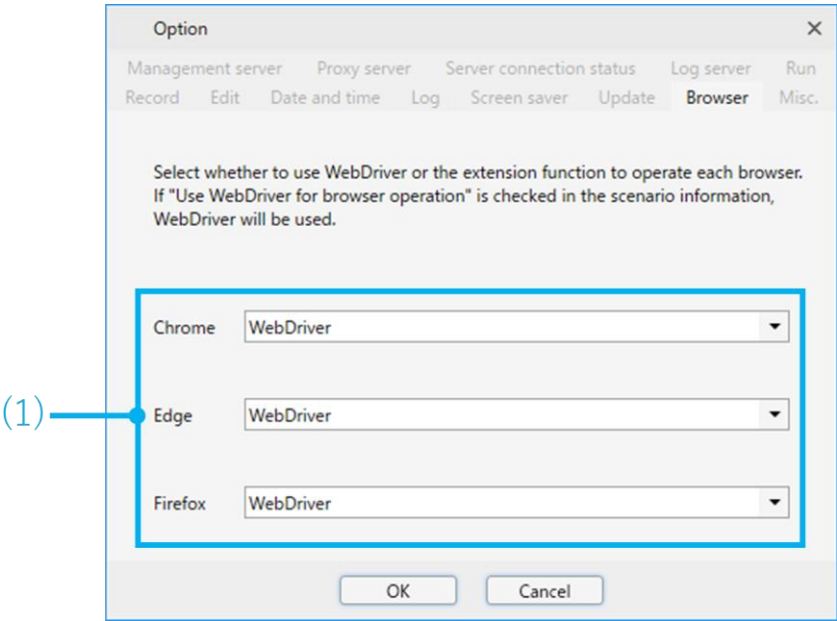 Option
Management server Proxy server Server connection status Log server Run
Record Edit Date and time Log Screen saver Update Browser Misc.
Select whether to use WebDriver or the extension function to operate each browser.
If "Use WebDriver for browser operation" is checked in the scenario information,
WebDriver will be used.
Chrome WebDriver
(1) Edge WebDriver
Firefox WebDriver
OK Cancel